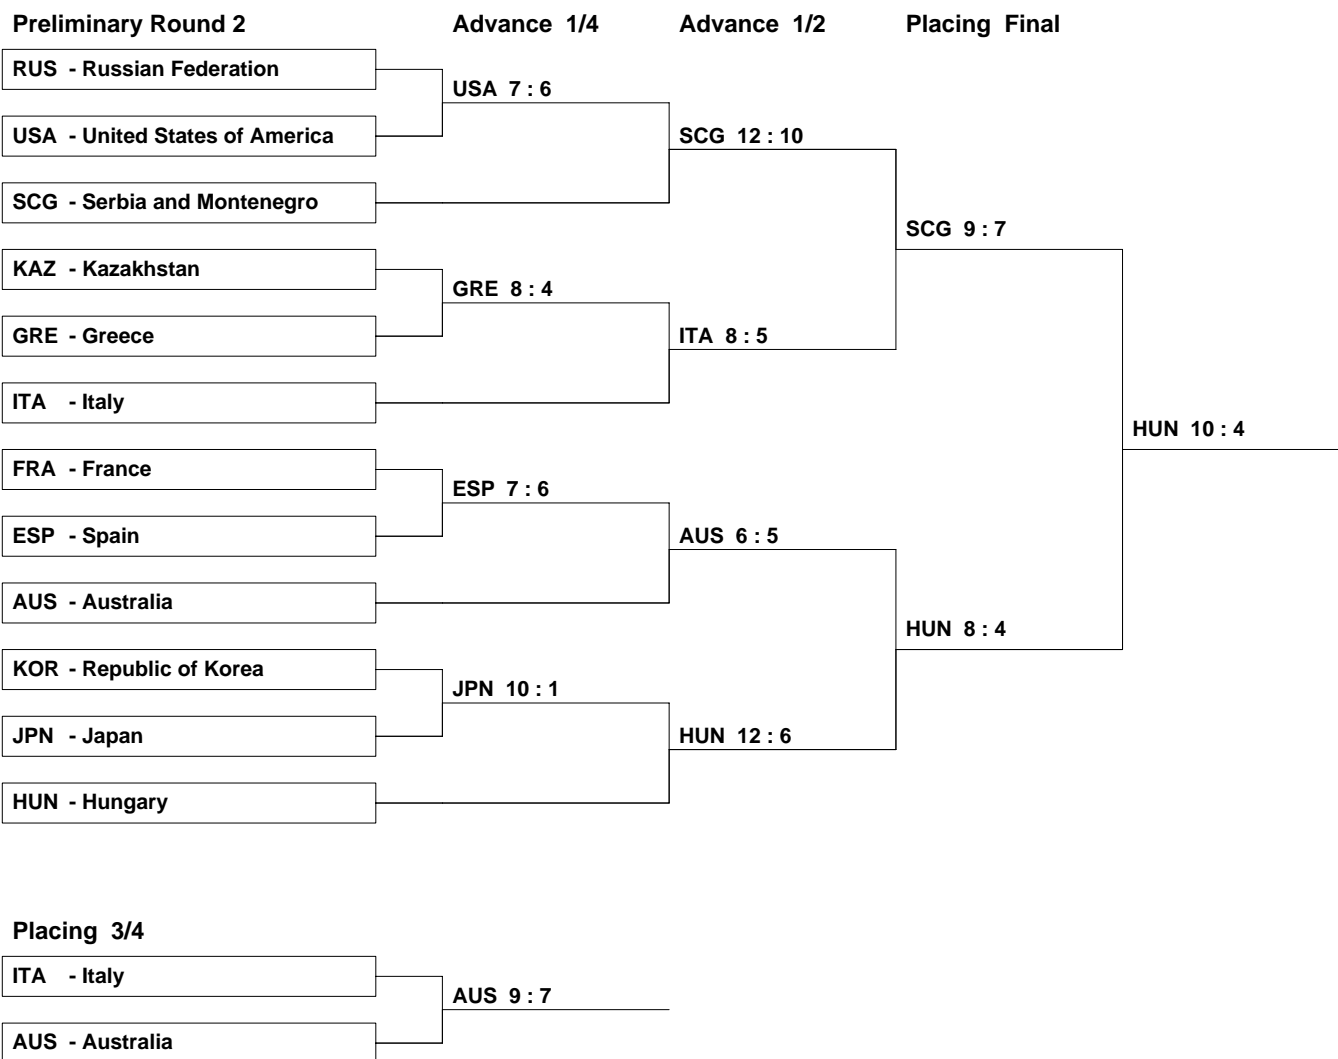 Preliminary Round 2 Advance 1/4 Advance 1/2 Placing Final
RUS - Russian Federation
USA 7 : 6
USA - United States of America
SCG 12 : 10
SCG - Serbia and Montenegro
SCG 9 : 7
KAZ - Kazakhstan
GRE 8 : 4
GRE - Greece
ITA 8 : 5
ITA - Italy
HUN 10 : 4
FRA - France
ESP 7 : 6
ESP - Spain
AUS 6 : 5
AUS - Australia
HUN 8 : 4
KOR - Republic of Korea
JPN 10 : 1
JPN - Japan
HUN 12 : 6
HUN - Hungary
Placing 3/4
ITA - Italy
AUS 9 : 7
AUS - Australia